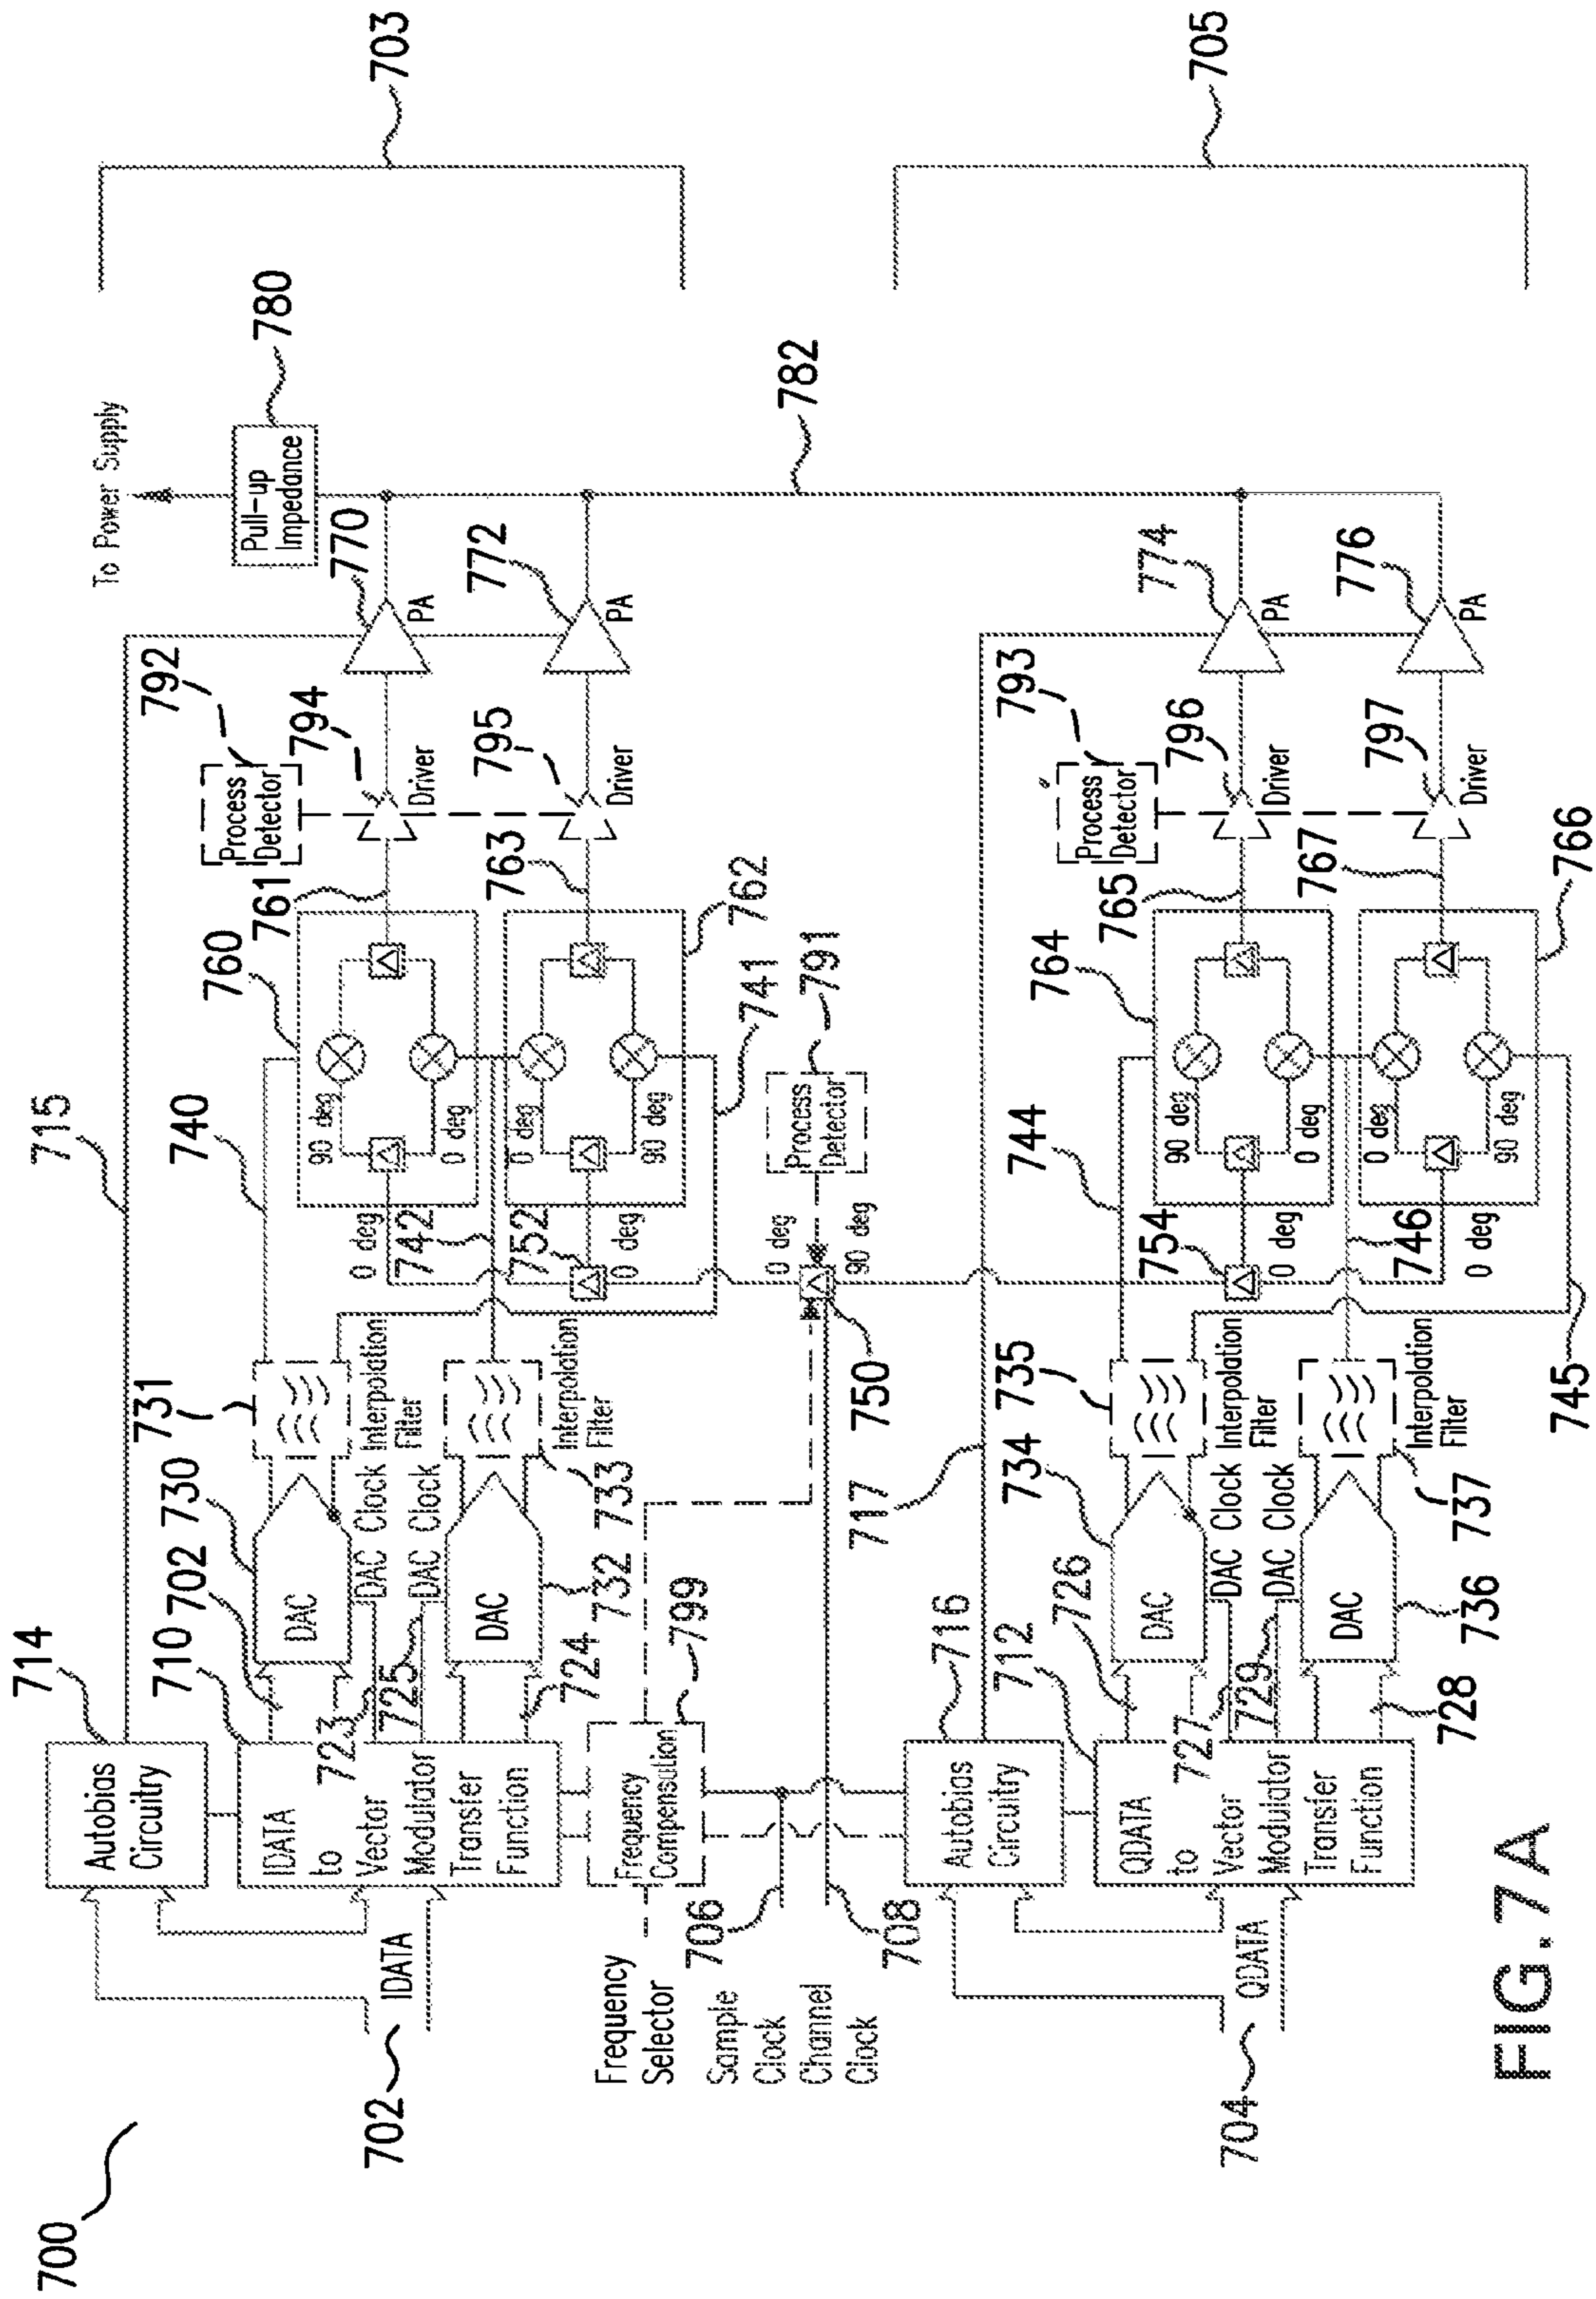 700
702
IDATA
714
Autobias
Circuitry
715
710
IDATA
to
Vector
Modulator
Transfer
Function
702
723
725
724
730
DAC
DAC Clock
DAC Clock
DAC
732
731
Interpolation
Filter
733
Interpolation
Filter
740
742
741
0 deg
752
0 deg
760
90 deg
0 deg
0 deg
90 deg
762
761
763
792
Process
Detector
794
Driver
795
Driver
770
PA
772
PA
To Power Supply
Pull-up
Impedance
780
782
703
Frequency
Selector
Frequency
Compensation
799
Sample
Clock
706
Channel
Clock
708
750
0 deg
90 deg
Process
Detector
791
704
QDATA
716
Autobias
Circuitry
717
712
QDATA
to
Vector
Modulator
Transfer
Function
726
727
729
728
734
DAC
DAC Clock
DAC Clock
DAC
736
735
Interpolation
Filter
737
Interpolation
Filter
744
746
745
754
0 deg
0 deg
764
90 deg
0 deg
0 deg
90 deg
766
765
767
793
Process
Detector
796
Driver
797
Driver
774
PA
776
PA
705
FIG. 7A